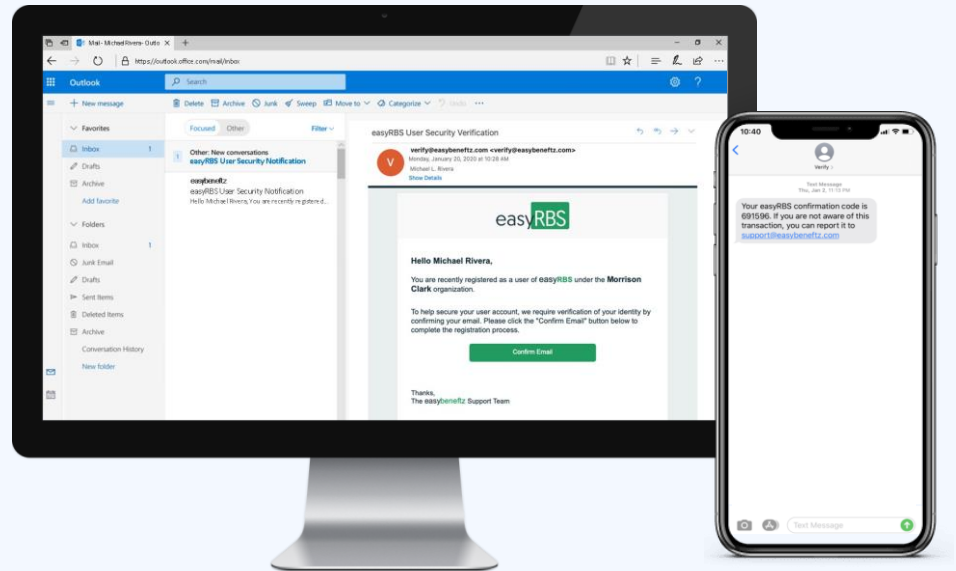 Mail - Michael Rivera - Outlo
https://outlook.office.com/mail/inbox
Outlook
Search
New message
Delete Archive Junk Sweep Move to Categorize Undo ...
Favorites
Inbox 1
Drafts
Archive
Add favorite
Folders
Inbox 1
Junk Email
Drafts
Sent Items
Deleted Items
Archive
Conversation History
New folder
Focused Other Filter
1
Other: New conversations
easyRBS User Security Notification
easybeneftz
easyRBS User Security Notification
Hello Michael Rivera, You are recently registered...
easyRBS User Security Verification
V
verify@easybeneftz.com <verify@easybeneftz.com>
Monday, January 20, 2020 at 10:28 AM
Michael L. Rivera
Show Details
easyRBS
Hello Michael Rivera,
You are recently registered as a user of easyRBS under the Morrison
Clark organization.
To help secure your user account, we require verification of your identity by
confirming your email. Please click the "Confirm Email" button below to
complete the registration process.
Confirm Email
Thanks,
The easybeneftz Support Team
10:40
Verify >
Text Message
Thu, Jan 2, 11:13 PM
Your easyRBS confirmation code is
691596. If you are not aware of this
transaction, you can report it to
support@easybeneftz.com
Text Message